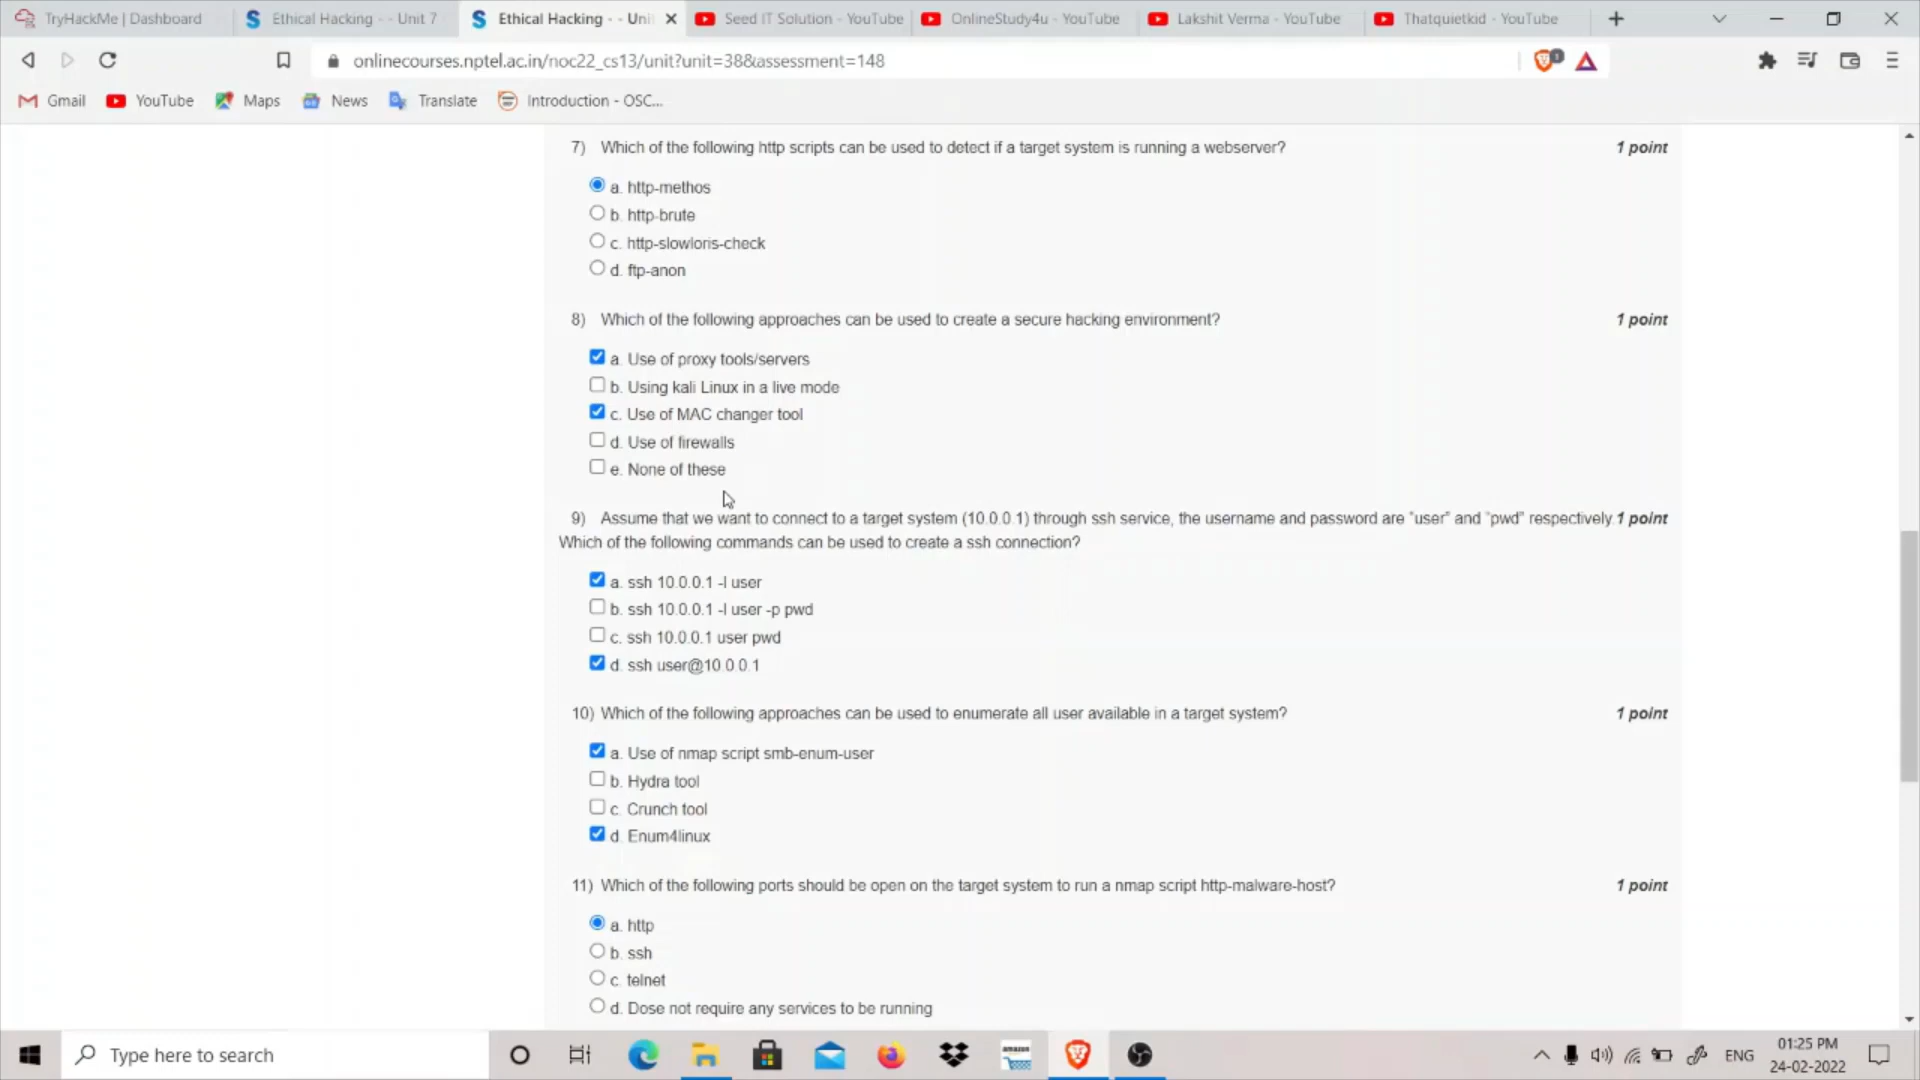 TryHackMe | Dashboard
Ethical Hacking - - Unit 7
Ethical Hacking - - Uni
Seed IT Solution - YouTube
OnlineStudy4u - YouTube
Lakshit Verma - YouTube
Thatquietkid - YouTube
onlinecourses.nptel.ac.in/noc22_cs13/unit?unit=38&assessment=148
1
Gmail
YouTube
Maps
News
Translate
Introduction - OSC...
7) Which of the following http scripts can be used to detect if a target system is running a webserver? 1 point
a. http-methos
b. http-brute
c. http-slowloris-check
d. ftp-anon
8) Which of the following approaches can be used to create a secure hacking environment? 1 point
a. Use of proxy tools/servers
b. Using kali Linux in a live mode
c. Use of MAC changer tool
d. Use of firewalls
e. None of these
9) Assume that we want to connect to a target system (10.0.0.1) through ssh service, the username and password are "user" and "pwd" respectively. 1 point
Which of the following commands can be used to create a ssh connection?
a. ssh 10.0.0.1 -l user
b. ssh 10.0.0.1 -l user -p pwd
c. ssh 10.0.0.1 user pwd
d. ssh user@10.0.0.1
10) Which of the following approaches can be used to enumerate all user available in a target system? 1 point
a. Use of nmap script smb-enum-user
b. Hydra tool
c. Crunch tool
d. Enum4linux
11) Which of the following ports should be open on the target system to run a nmap script http-malware-host? 1 point
a. http
b. ssh
c. telnet
d. Dose not require any services to be running
Type here to search
amazon
ENG
01:25 PM
24-02-2022